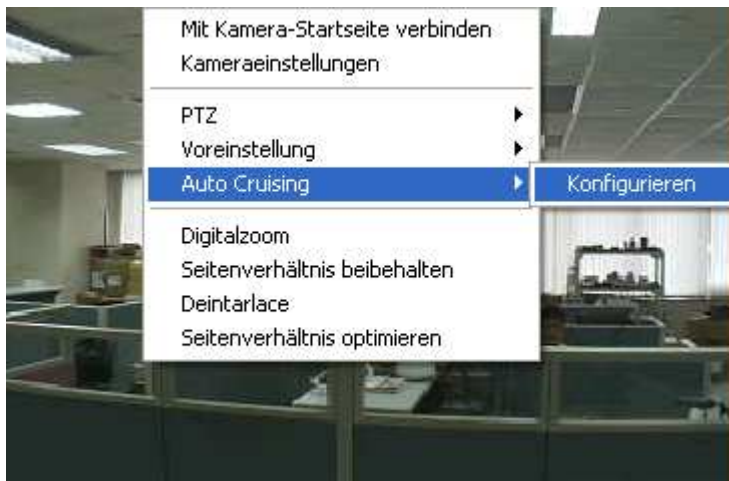 Mit Kamera-Startseite verbinden
Kameraeinstellungen
PTZ
Voreinstellung
Auto Cruising
Konfigurieren
Digitalzoom
Seitenverhältnis beibehalten
Deintarlace
Seitenverhältnis optimieren